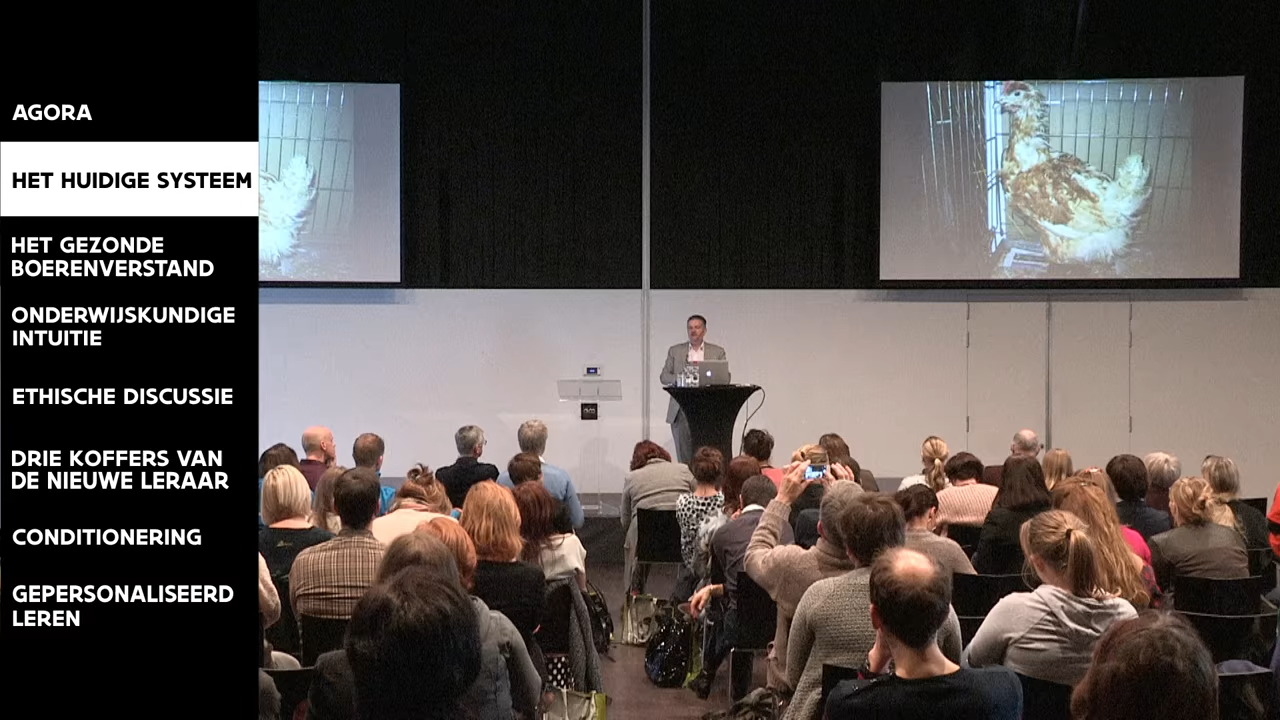 AGORA
HET HUIDIGE SYSTEEM
HET GEZONDE
BOERENVERSTAND
ONDERWIJSKUNDIGE
INTUITIE
ETHISCHE DISCUSSIE
DRIE KOFFERS VAN
DE NIEUWE LERAAR
CONDITIONERING
GEPERSONALISEERD
LEREN